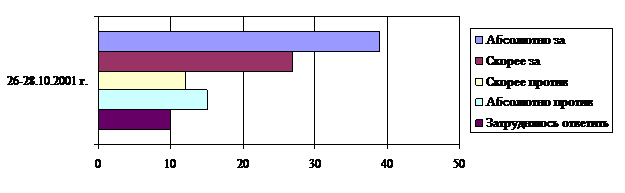 26-28.10.2001 г.
0 10 20 30 40 50
Абсолютно за
Скорее за
Скорее против
Абсолютно против
Затрудняюсь ответить